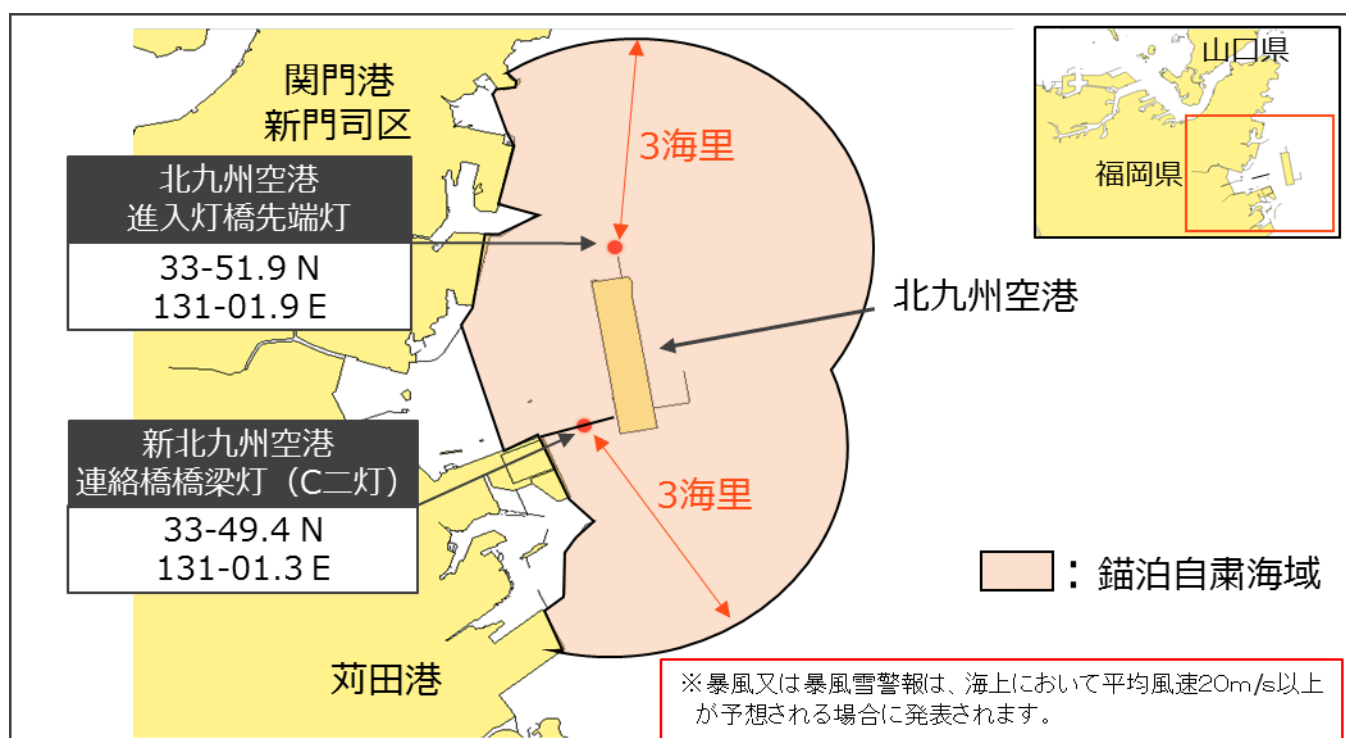 関門港
新門司区
3海里
北九州空港
進入灯橋先端灯
33-51.9 N
131-01.9 E
山口県
福岡県
北九州空港
新北九州空港
連絡橋橋梁灯（C二灯）
33-49.4 N
131-01.3 E
3海里
：錨泊自粛海域
苅田港
※暴風又は暴風雪警報は、海上において平均風速20m/s以上
が予想される場合に発表されます。